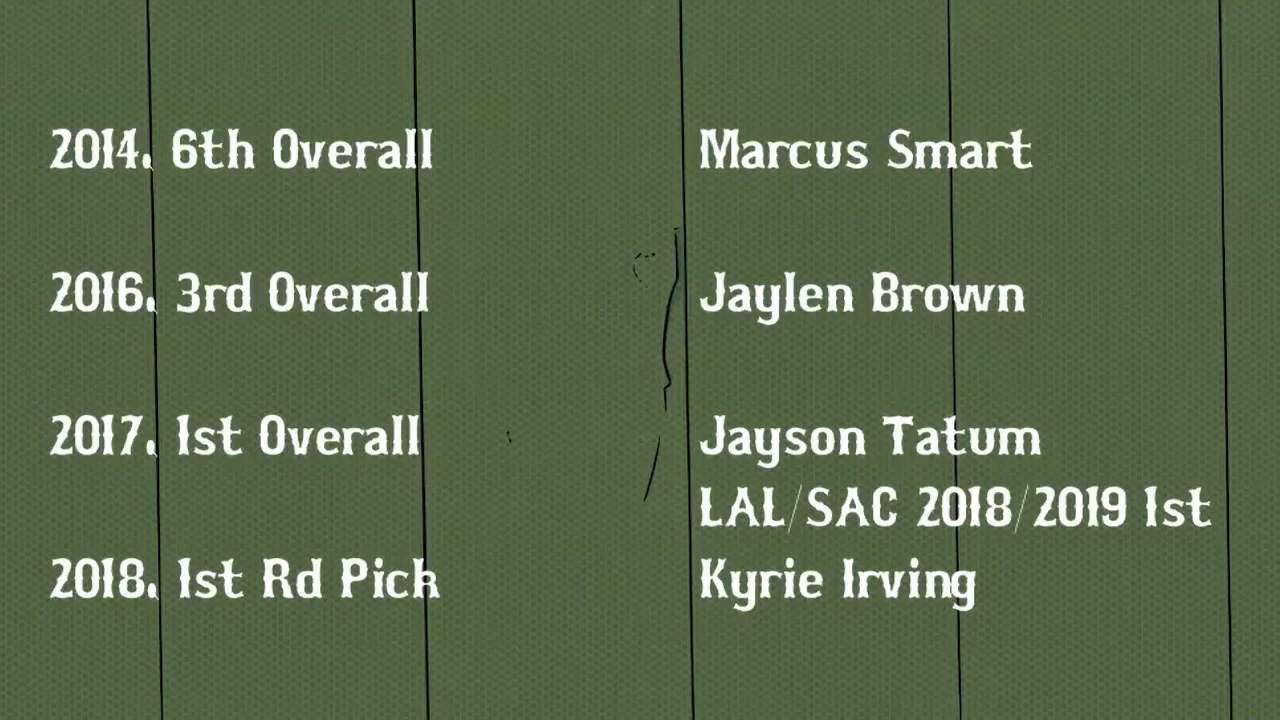 2014. 6th Overall Marcus Smart
2016. 3rd Overall Jaylen Brown
2017. 1st Overall Jayson Tatum
LAL/SAC 2018/2019 1st
2018. 1st Rd Pick Kyrie Irving